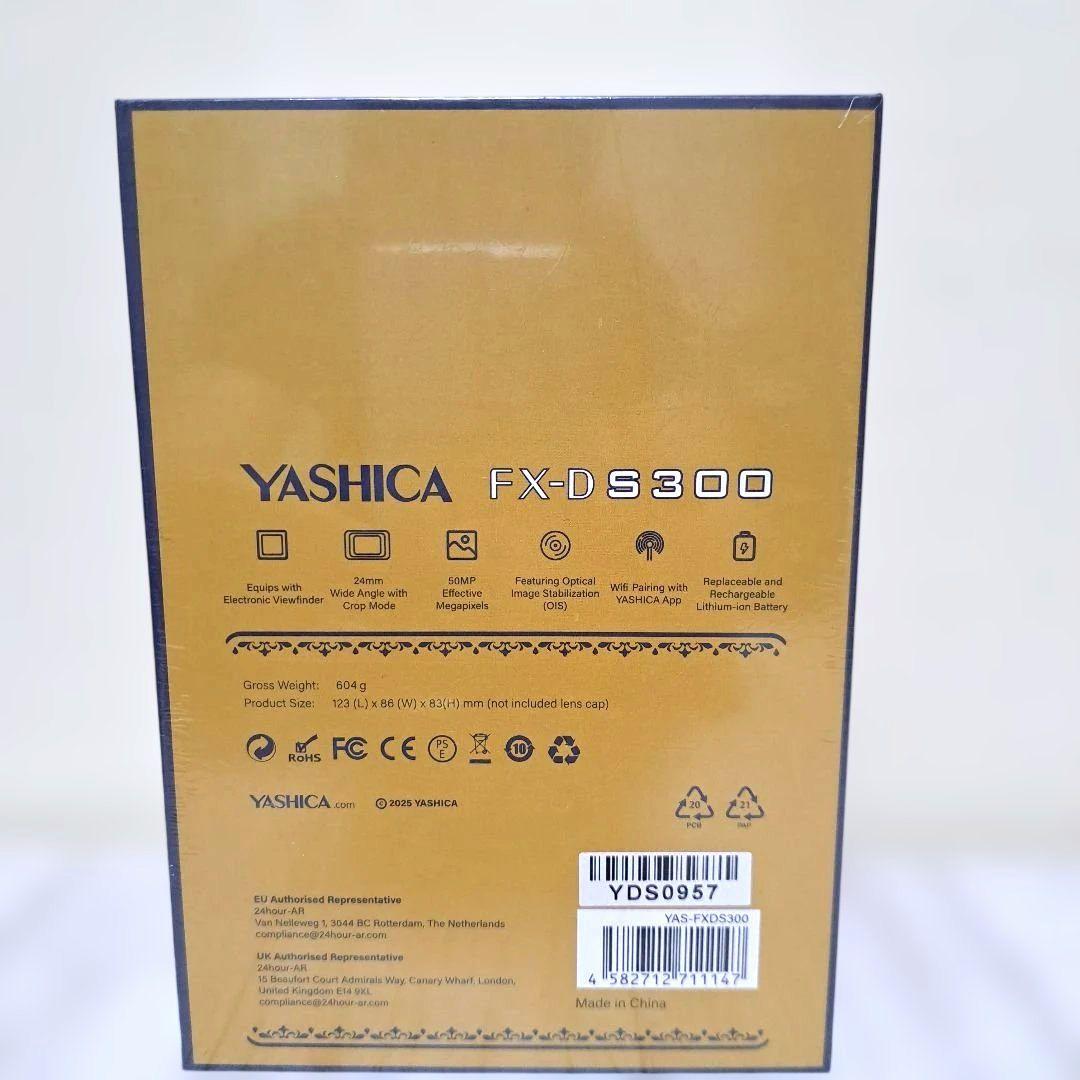 YASHICA FX-D S300
Equips with
Electronic Viewfinder
24mm
Wide Angle with
Crop Mode
50MP
Effective
Megapixels
Featuring Optical
Image Stabilization
(OIS)
Wifi Pairing with
YASHICA App
Replaceable and
Rechargeable
Lithium-ion Battery
Gross Weight: 604 g
Product Size: 123 (L) x 86 (W) x 83(H) mm (not included lens cap)
RoHS FC CE PS E 10
YASHICA.com © 2025 YASHICA
20 PCB
21 PAP
EU Authorised Representative
24hour-AR
Van Nelleweg 1, 3044 BC Rotterdam, The Netherlands
compliance@24hour-ar.com
UK Authorised Representative
24hour-AR
15 Beaufort Court Admirals Way, Canary Wharf, London,
United Kingdom E14 9XL
compliance@24hour-ar.com
YDS0957
YAS-FXDS300
4 582712 711147
Made in China